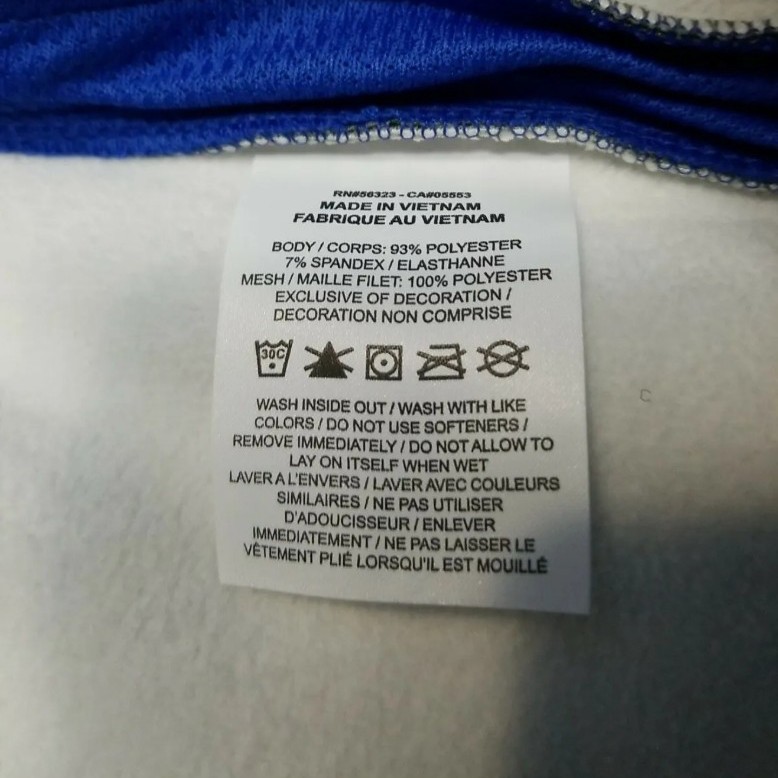 RN#56323 - CA#05553
MADE IN VIETNAM
FABRIQUE AU VIETNAM
BODY / CORPS: 93% POLYESTER
7% SPANDEX / ELASTHANNE
MESH / MAILLE FILET: 100% POLYESTER
EXCLUSIVE OF DECORATION /
DECORATION NON COMPRISE
30C
WASH INSIDE OUT / WASH WITH LIKE
COLORS / DO NOT USE SOFTENERS /
REMOVE IMMEDIATELY / DO NOT ALLOW TO
LAY ON ITSELF WHEN WET
LAVER A L'ENVERS / LAVER AVEC COULEURS
SIMILAIRES / NE PAS UTILISER
D'ADOUCISSEUR / ENLEVER
IMMEDIATEMENT / NE PAS LAISSER LE
VÊTEMENT PLIÉ LORSQU'IL EST MOUILLÉ